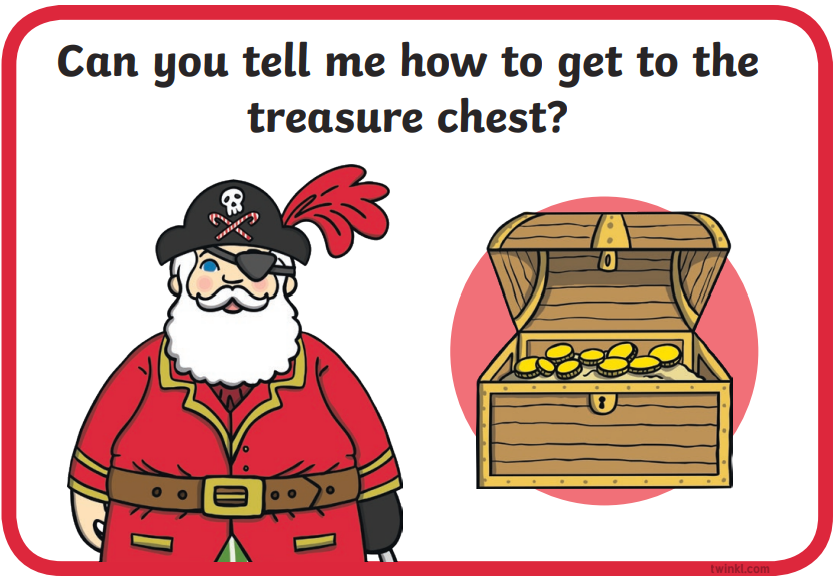 Can you tell me how to get to the
treasure chest?
twinkl.com